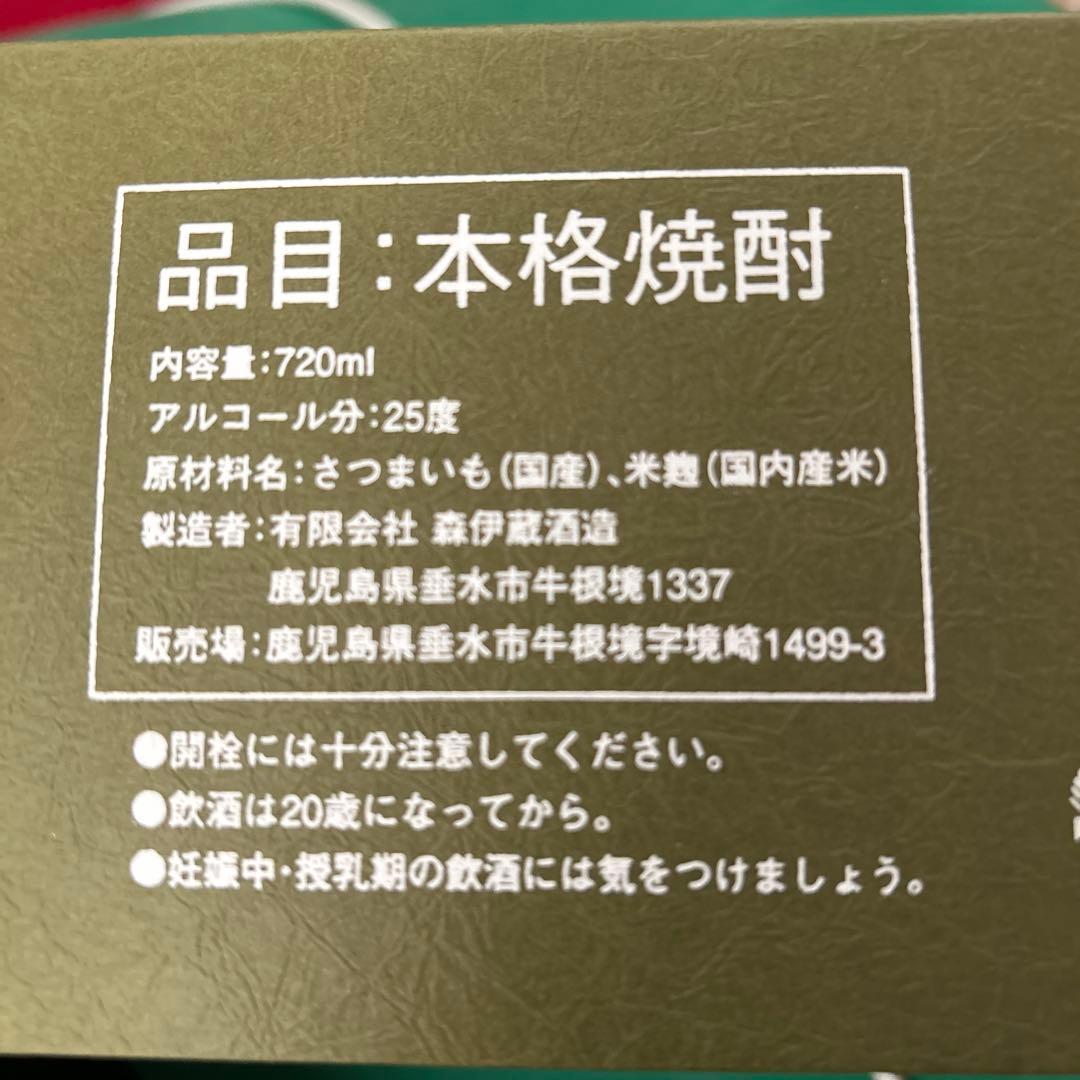 品目：本格焼酎
内容量：720ml
アルコール分：25度
原材料名：さつまいも（国産）、米麹（国内産米）
製造者：有限会社 森伊蔵酒造
鹿児島県垂水市牛根境1337
販売場：鹿児島県垂水市牛根境字境崎1499-3
●開栓には十分注意してください。
●飲酒は20歳になってから。
●妊娠中・授乳期の飲酒には気をつけましょう。